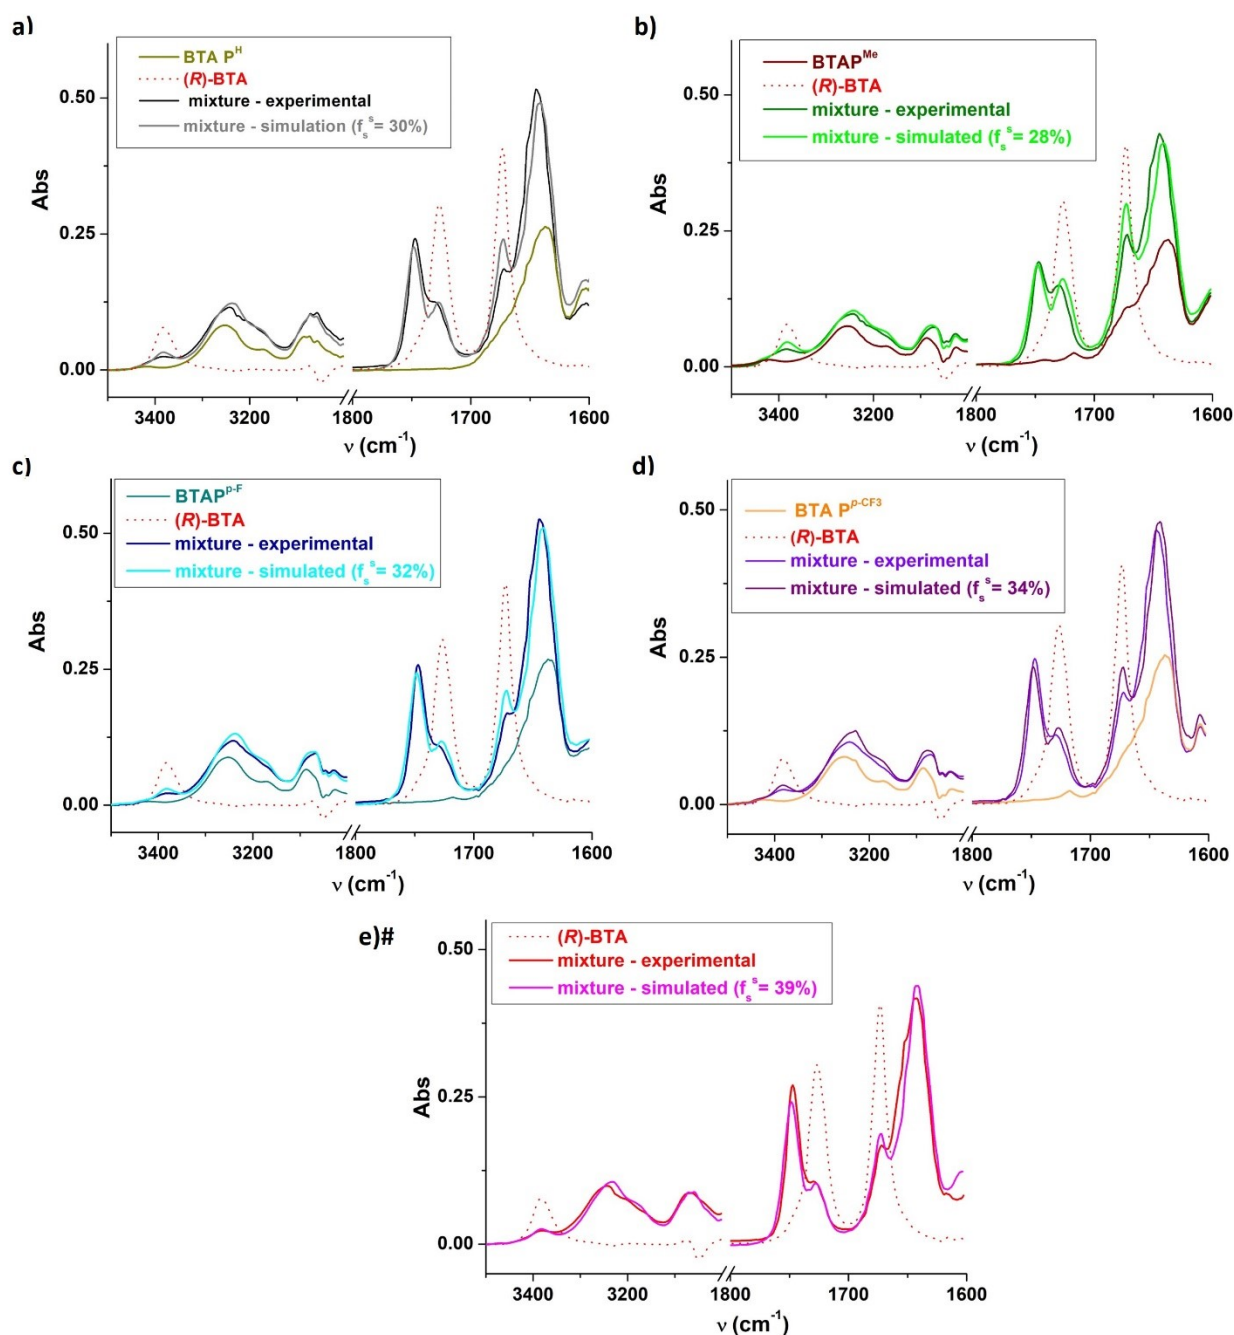 a)
BTA P^H
(R)-BTA
mixture - experimental
mixture - simulation (f_s^s = 30%)
Abs
0.50
0.25
0.00
3400 3200 1800 1700 1600
ν (cm⁻¹)
b)
BTAP^Me
(R)-BTA
mixture - experimental
mixture - simulated (f_s^s = 28%)
Abs
0.50
0.25
0.00
3400 3200 1800 1700 1600
ν (cm⁻¹)
c)
BTAP^p-F
(R)-BTA
mixture - experimental
mixture - simulated (f_s^s = 32%)
Abs
0.50
0.25
0.00
3400 3200 1800 1700 1600
ν (cm⁻¹)
d)
BTA P^p-CF3
(R)-BTA
mixture - experimental
mixture - simulated (f_s^s = 34%)
Abs
0.50
0.25
0.00
3400 3200 1800 1700 1600
ν (cm⁻¹)
e)#
(R)-BTA
mixture - experimental
mixture - simulated (f_s^s = 39%)
Abs
0.50
0.25
0.00
3400 3200 1800 1700 1600
ν (cm⁻¹)